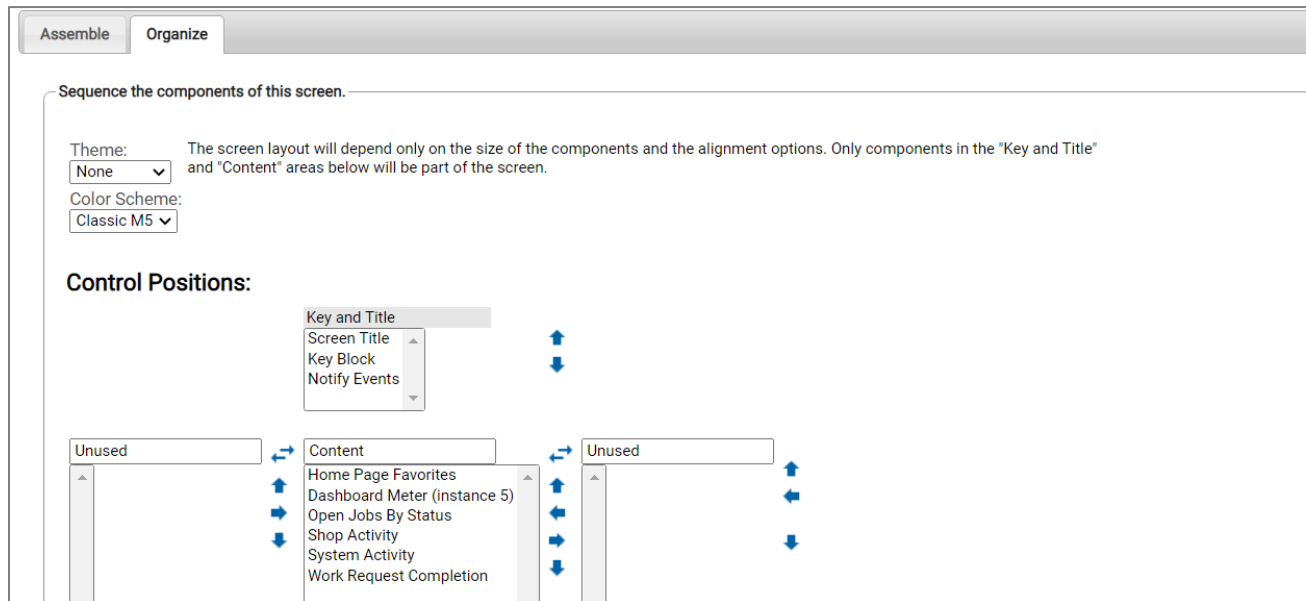 Assemble
Organize
Sequence the components of this screen.
Theme:
The screen layout will depend only on the size of the components and the alignment options. Only components in the "Key and Title"
None
and "Content" areas below will be part of the screen.
Color Scheme:
Classic M5
Control Positions:
Key and Title
Screen Title
Key Block
Notify Events
Unused
Content
Unused
Home Page Favorites
Dashboard Meter (instance 5)
Open Jobs By Status
Shop Activity
System Activity
Work Request Completion